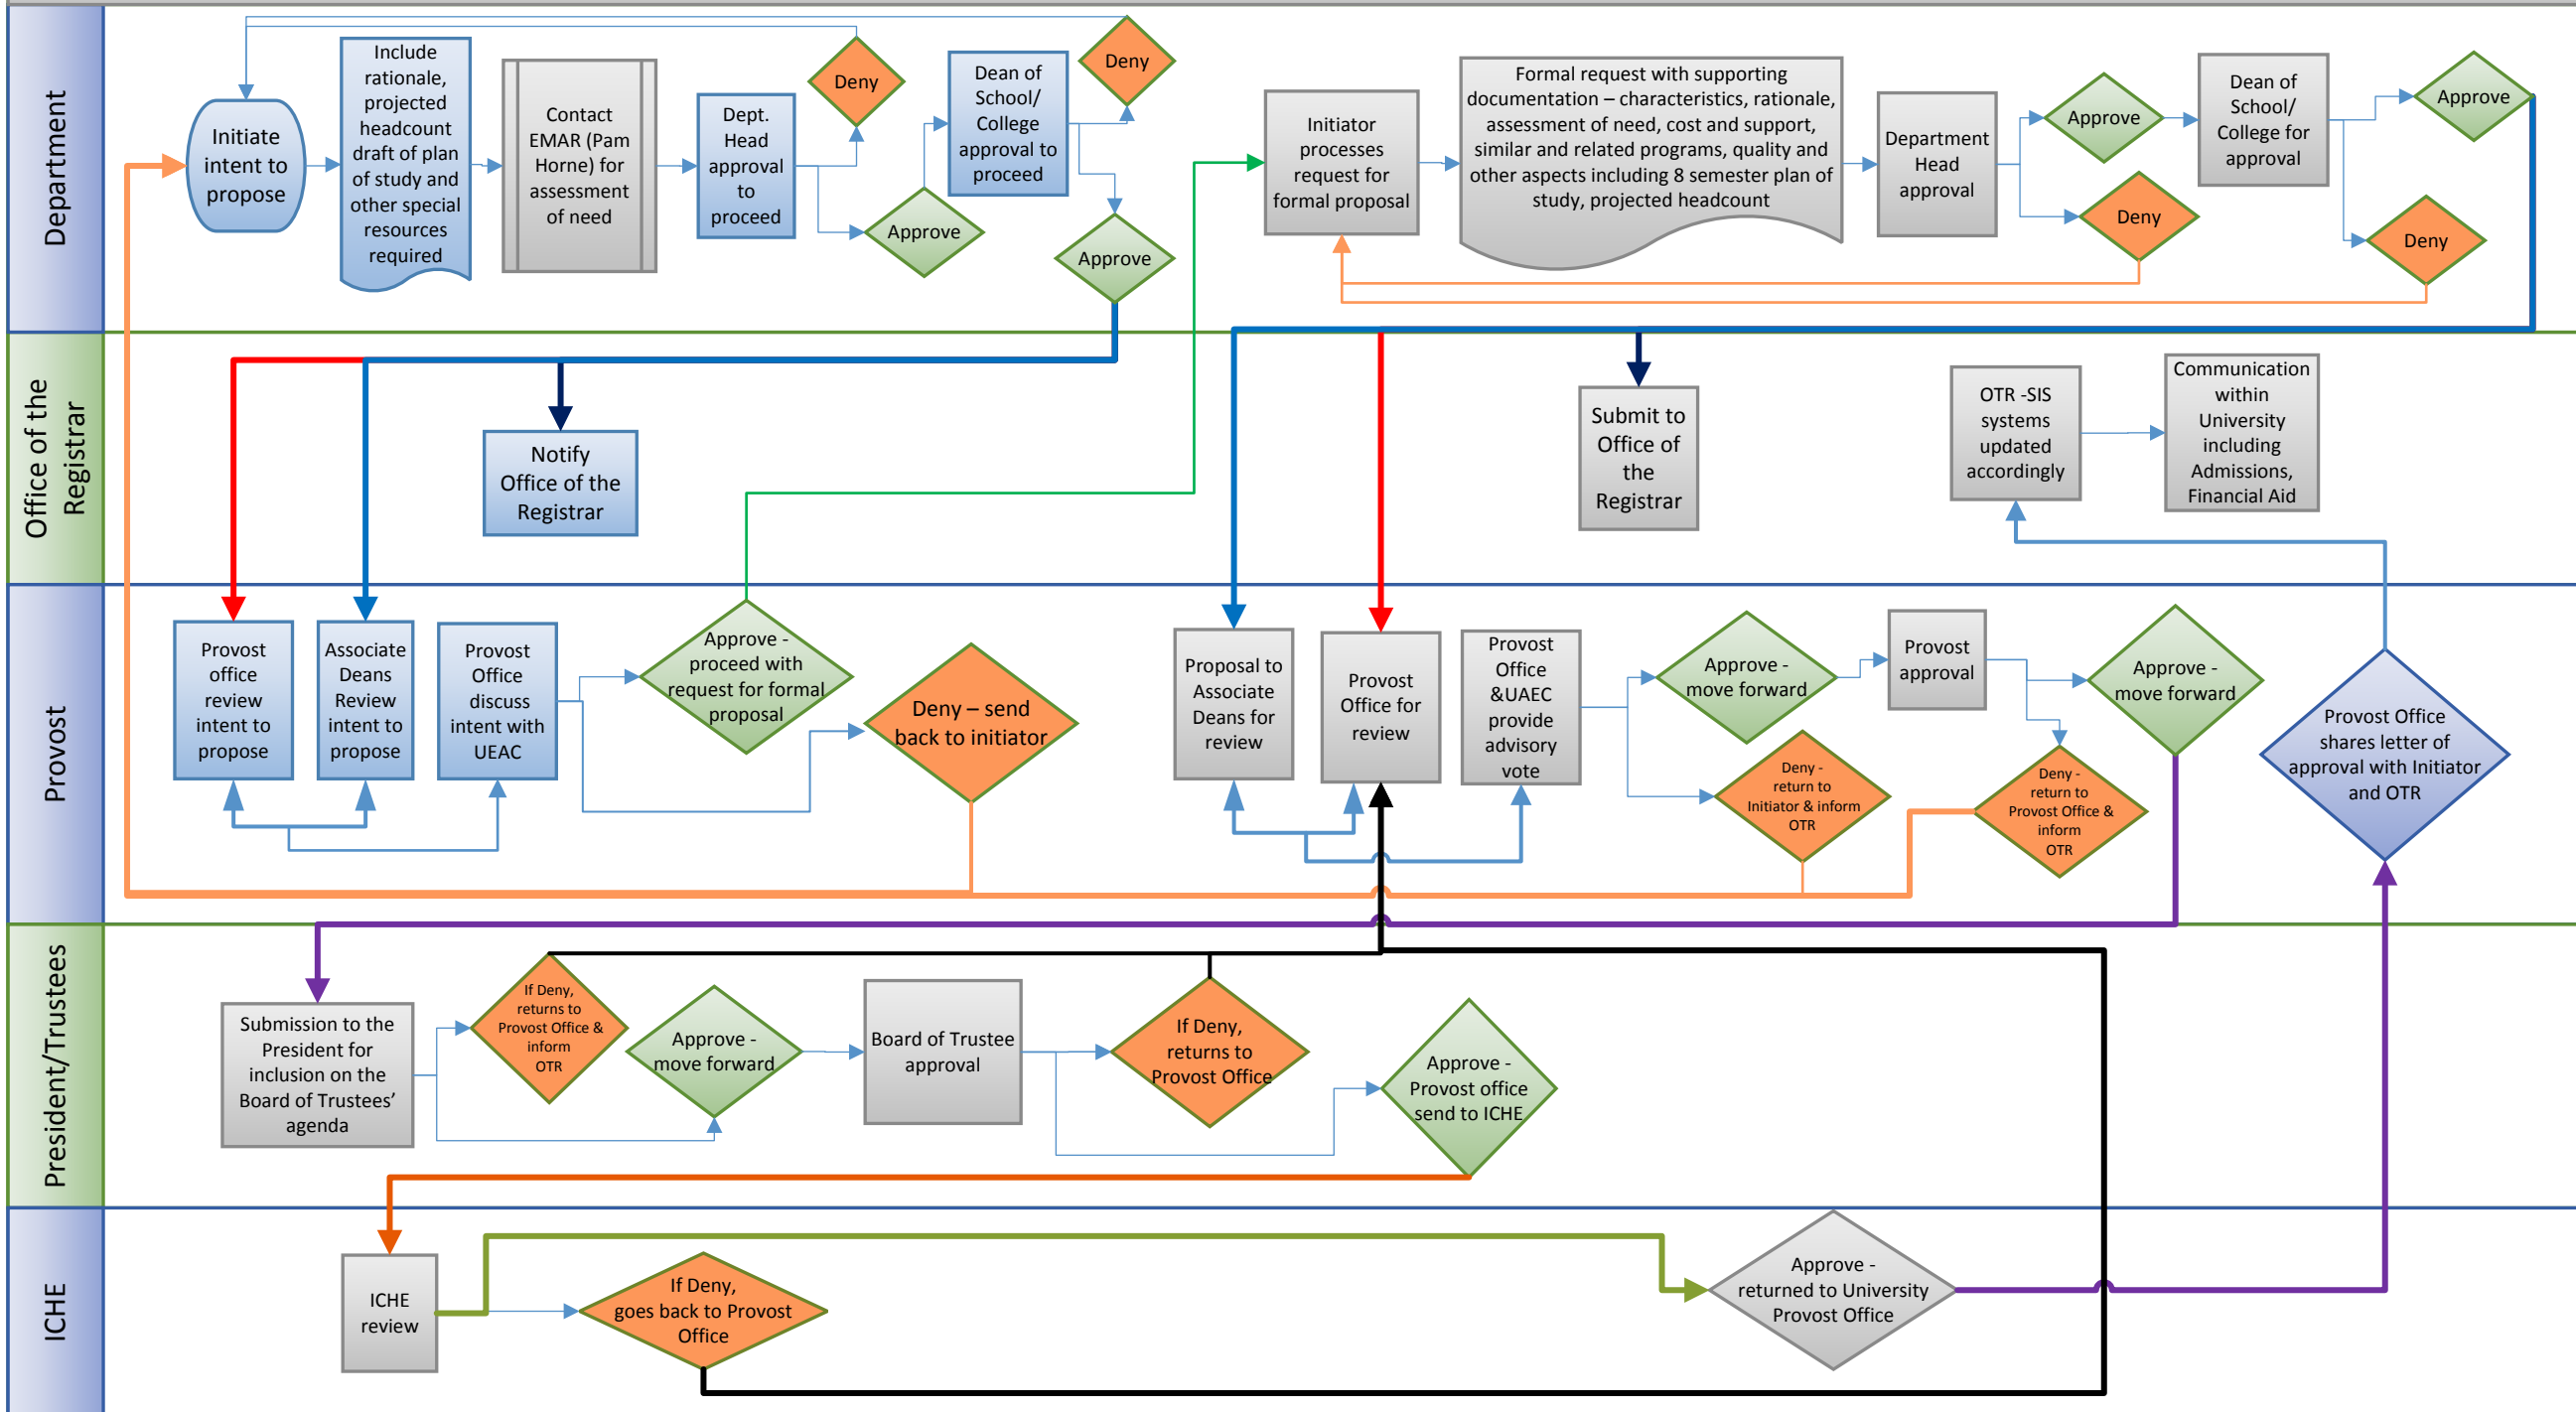 Department
Initiate
intent to
propose
Include
rationale,
projected
headcount
draft of plan
of study and
other special
resources
required
Contact
EMAR (Pam
Horne) for
assessment
of need
Dept.
Head
approval
to
proceed
Deny
Approve
Dean of
School/
College
approval to
proceed
Deny
Approve
Initiator
processes
request for
formal proposal
Formal request with supporting
documentation – characteristics, rationale,
assessment of need, cost and support,
similar and related programs, quality and
other aspects including 8 semester plan of
study, projected headcount
Department
Head
approval
Approve
Deny
Dean of
School/
College for
approval
Approve
Deny
Office of the
Registrar
Notify
Office of the
Registrar
Submit to
Office of
the
Registrar
OTR -SIS
systems
updated
accordingly
Communication
within
University
including
Admissions,
Financial Aid
Provost
Provost
office
review
intent to
propose
Associate
Deans
Review
intent to
propose
Provost
Office
discuss
intent with
UEAC
Approve -
proceed with
request for formal
proposal
Deny – send
back to initiator
Proposal to
Associate
Deans for
review
Provost
Office for
review
Provost
Office
&UAEC
provide
advisory
vote
Approve -
move forward
Deny -
return to
Initiator & inform
OTR
Provost
approval
Approve -
move forward
Deny -
return to
Provost Office &
inform
OTR
Provost Office
shares letter of
approval with Initiator
and OTR
President/Trustees
Submission to the
President for
inclusion on the
Board of Trustees’
agenda
If Deny,
returns to
Provost Office &
inform
OTR
Approve -
move forward
Board of Trustee
approval
If Deny,
returns to
Provost Office
Approve -
Provost office
send to ICHE
ICHE
ICHE
review
If Deny,
goes back to Provost
Office
Approve -
returned to University
Provost Office